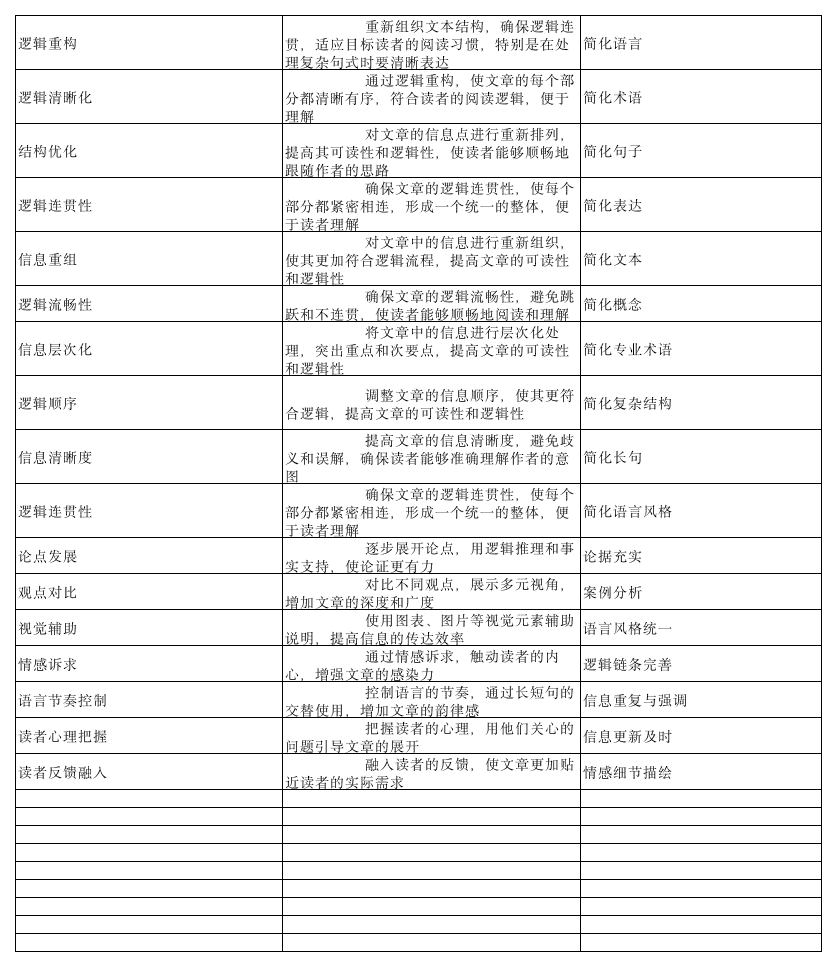 逻辑重构
重新组织文本结构，确保逻辑连
贯，适应目标读者的阅读习惯，特别是在处
理复杂句式时要清晰表达
简化语言
逻辑清晰化
通过逻辑重构，使文章的每个部
分都清晰有序，符合读者的阅读逻辑，便于
理解
简化术语
结构优化
对文章的信息点进行重新排列，
提高其可读性和逻辑性，使读者能够顺畅地
跟随作者的思路
简化句子
逻辑连贯性
确保文章的逻辑连贯性，使每个
部分都紧密相连，形成一个统一的整体，便
于读者理解
简化表达
信息重组
对文章中的信息进行重新组织，
使其更加符合逻辑流程，提高文章的可读性
和逻辑性
简化文本
逻辑流畅性
确保文章的逻辑流畅性，避免跳
跃和不连贯，使读者能够顺畅地阅读和理解
简化概念
信息层次化
将文章中的信息进行层次化处
理，突出重点和次要点，提高文章的可读性
和逻辑性
简化专业术语
逻辑顺序
调整文章的信息顺序，使其更符
合逻辑，提高文章的可读性和逻辑性
简化复杂结构
信息清晰度
提高文章的信息清晰度，避免歧
义和误解，确保读者能够准确理解作者的意
图
简化长句
逻辑连贯性
确保文章的逻辑连贯性，使每个
部分都紧密相连，形成一个统一的整体，便
于读者理解
简化语言风格
论点发展
逐步展开论点，用逻辑推理和事
实支持，使论证更有力
论据充实
观点对比
对比不同观点，展示多元视角，
增加文章的深度和广度
案例分析
视觉辅助
使用图表、图片等视觉元素辅助
说明，提高信息的传达效率
语言风格统一
情感诉求
通过情感诉求，触动读者的内
心，增强文章的感染力
逻辑链条完善
语言节奏控制
控制语言的节奏，通过长短句的
交替使用，增加文章的韵律感
信息重复与强调
读者心理把握
把握读者的心理，用他们关心的
问题引导文章的展开
信息更新及时
读者反馈融入
融入读者的反馈，使文章更加贴
近读者的实际需求
情感细节描绘